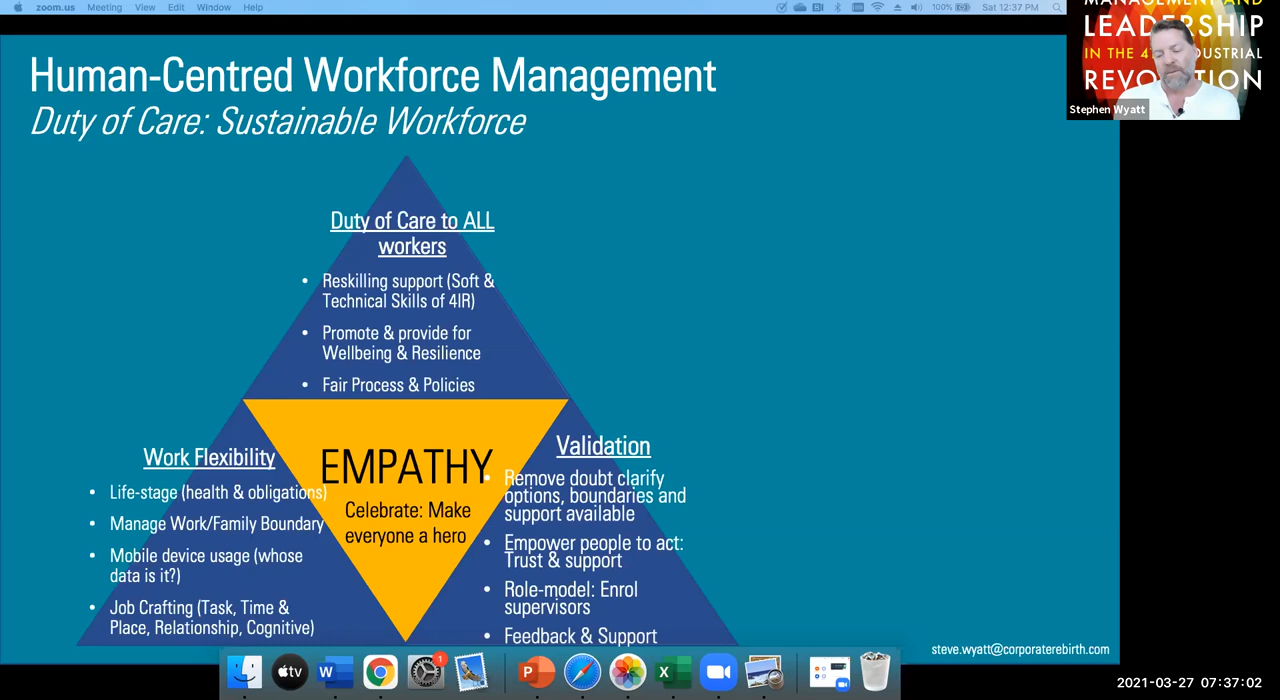 zoom.us Meeting View Edit Window Help
100% Sat 12:37 PM
MANAGEMENT AND
LEADERSHIP
Stephen Wyatt
Human-Centred Workforce Management
Duty of Care: Sustainable Workforce
Duty of Care to ALL
workers
• Reskilling support (Soft &
Technical Skills of 4IR)
• Promote & provide for
Wellbeing & Resilience
• Fair Process & Policies
EMPATHY
Celebrate: Make
everyone a hero
Work Flexibility
• Life-stage (health & obligations)
• Manage Work/Family Boundary
• Mobile device usage (whose
data is it?)
• Job Crafting (Task, Time &
Place, Relationship, Cognitive)
Validation
• Remove doubt clarify
options, boundaries and
support available
• Empower people to act:
Trust & support
• Role-model: Enrol
supervisors
• Feedback & Support
steve.wyatt@corporaterebirth.com
tv
W
1
P
X
2021-03-27 07:37:02